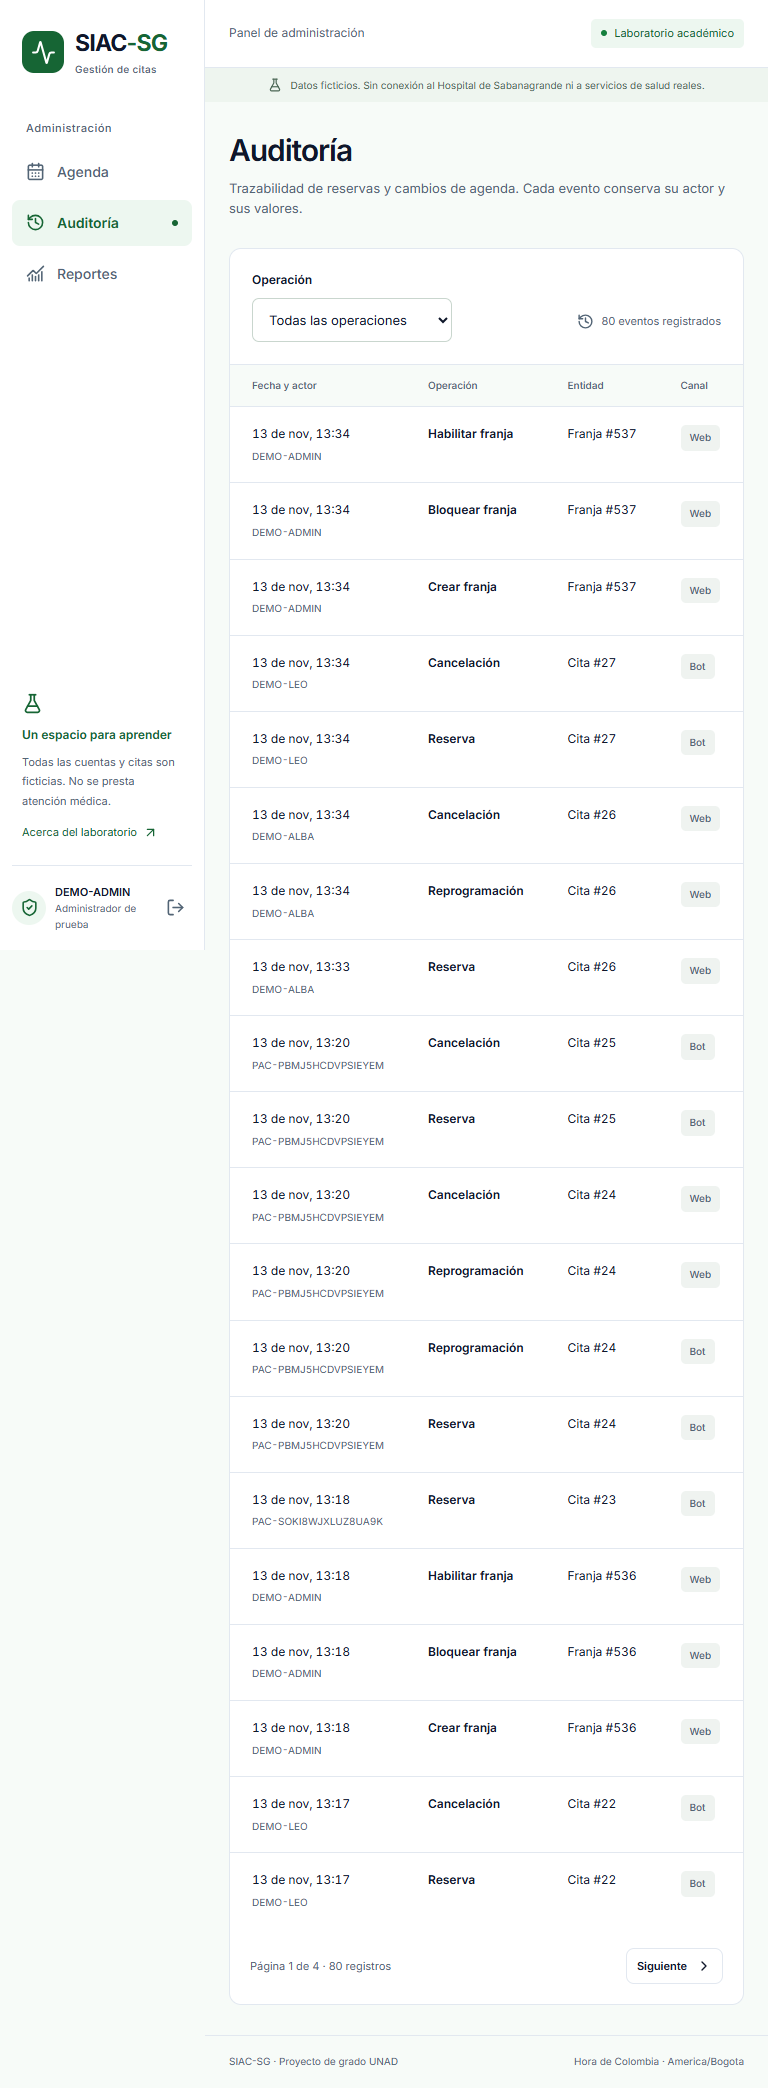 SIAC-SG
Gestión de citas
Administración
Agenda
Auditoría
Reportes
Un espacio para aprender
Todas las cuentas y citas son
ficticias. No se presta
atención médica.
Acerca del laboratorio
DEMO-ADMIN
Administrador de
prueba
Panel de administración
Laboratorio académico
Datos ficticios. Sin conexión al Hospital de Sabanagrande ni a servicios de salud reales.
Auditoría
Trazabilidad de reservas y cambios de agenda. Cada evento conserva su actor y
sus valores.
Operación
Todas las operaciones
80 eventos registrados
Fecha y actor Operación Entidad Canal
13 de nov, 13:34 Habilitar franja Franja #537 Web
DEMO-ADMIN
13 de nov, 13:34 Bloquear franja Franja #537 Web
DEMO-ADMIN
13 de nov, 13:34 Crear franja Franja #537 Web
DEMO-ADMIN
13 de nov, 13:34 Cancelación Cita #27 Bot
DEMO-LEO
13 de nov, 13:34 Reserva Cita #27 Bot
DEMO-LEO
13 de nov, 13:34 Cancelación Cita #26 Web
DEMO-ALBA
13 de nov, 13:34 Reprogramación Cita #26 Web
DEMO-ALBA
13 de nov, 13:33 Reserva Cita #26 Web
DEMO-ALBA
13 de nov, 13:20 Cancelación Cita #25 Bot
PAC-PBMJ5HCDVPSIEYEM
13 de nov, 13:20 Reserva Cita #25 Bot
PAC-PBMJ5HCDVPSIEYEM
13 de nov, 13:20 Cancelación Cita #24 Web
PAC-PBMJ5HCDVPSIEYEM
13 de nov, 13:20 Reprogramación Cita #24 Web
PAC-PBMJ5HCDVPSIEYEM
13 de nov, 13:20 Reprogramación Cita #24 Bot
PAC-PBMJ5HCDVPSIEYEM
13 de nov, 13:20 Reserva Cita #24 Bot
PAC-PBMJ5HCDVPSIEYEM
13 de nov, 13:18 Reserva Cita #23 Bot
PAC-SOKI8WJXLUZ8UA9K
13 de nov, 13:18 Habilitar franja Franja #536 Web
DEMO-ADMIN
13 de nov, 13:18 Bloquear franja Franja #536 Web
DEMO-ADMIN
13 de nov, 13:18 Crear franja Franja #536 Web
DEMO-ADMIN
13 de nov, 13:17 Cancelación Cita #22 Bot
DEMO-LEO
13 de nov, 13:17 Reserva Cita #22 Bot
DEMO-LEO
Página 1 de 4 · 80 registros
Siguiente
SIAC-SG · Proyecto de grado UNAD
Hora de Colombia · America/Bogota